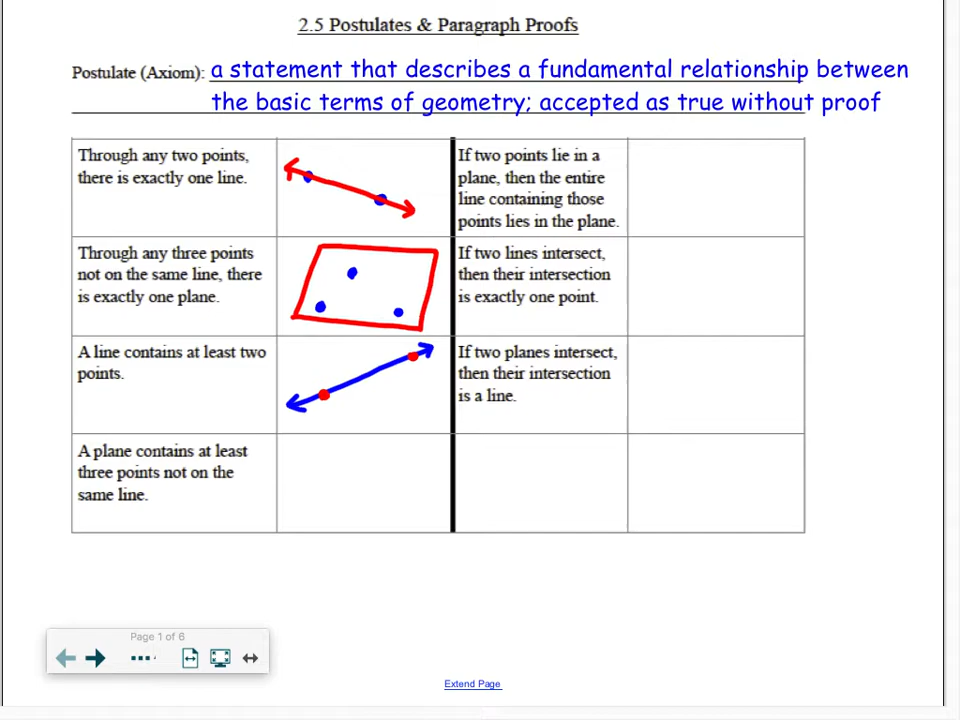 2.5 Postulates & Paragraph Proofs
Postulate (Axiom): a statement that describes a fundamental relationship between
the basic terms of geometry; accepted as true without proof
Through any two points,
there is exactly one line.
If two points lie in a
plane, then the entire
line containing those
points lies in the plane.
Through any three points
not on the same line, there
is exactly one plane.
If two lines intersect,
then their intersection
is exactly one point.
A line contains at least two
points.
If two planes intersect,
then their intersection
is a line.
A plane contains at least
three points not on the
same line.
Page 1 of 6
Extend Page